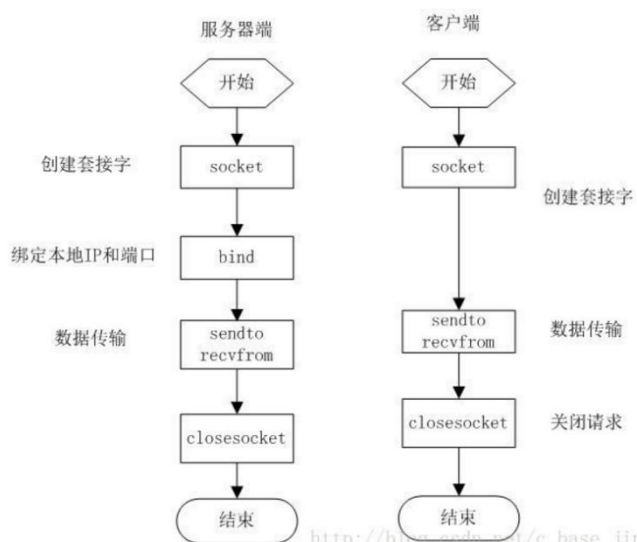 服务器端
客户端
开始
开始
创建套接字
socket
socket
创建套接字
绑定本地IP和端口
bind
数据传输
sendto
recvfrom
sendto
recvfrom
数据传输
closesocket
closesocket
关闭请求
结束
结束